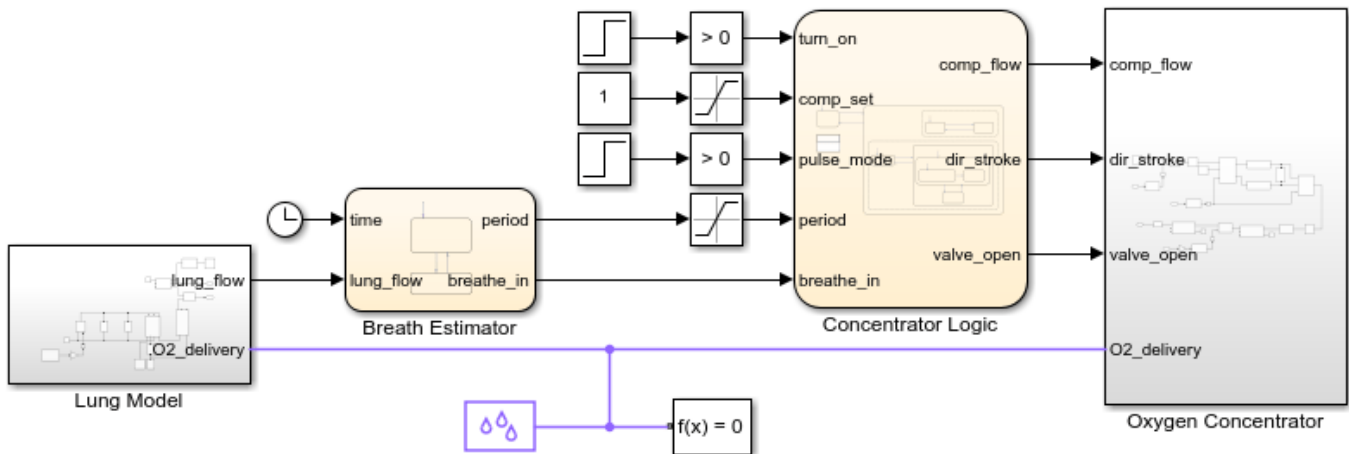 > 0
turn_on
comp_flow
comp_flow
1
comp_set
> 0
pulse_mode
dir_stroke
dir_stroke
time
period
period
valve_open
valve_open
lung_flow
lung_flow
breathe_in
breathe_in
Breath Estimator
Concentrator Logic
O2_delivery
O2_delivery
Lung Model
f(x) = 0
Oxygen Concentrator